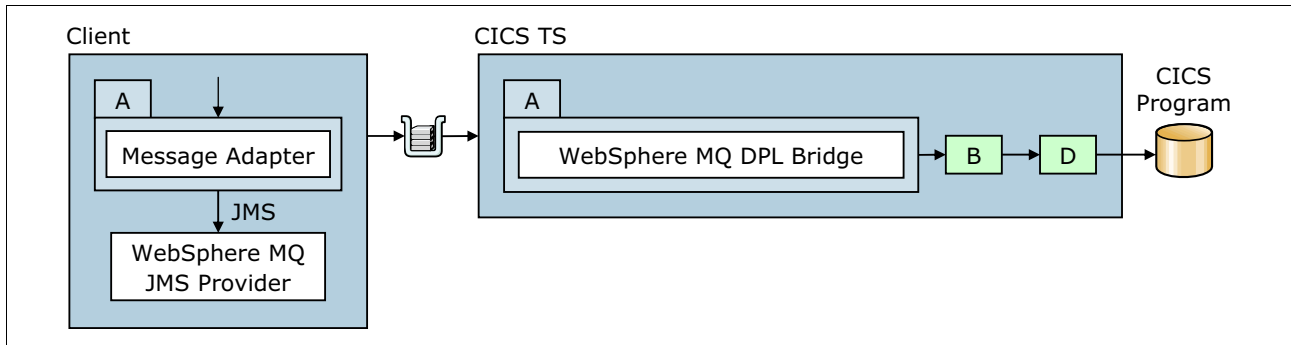 Client
A
Message Adapter
JMS
WebSphere MQ
JMS Provider
CICS TS
A
WebSphere MQ DPL Bridge
B
D
CICS
Program